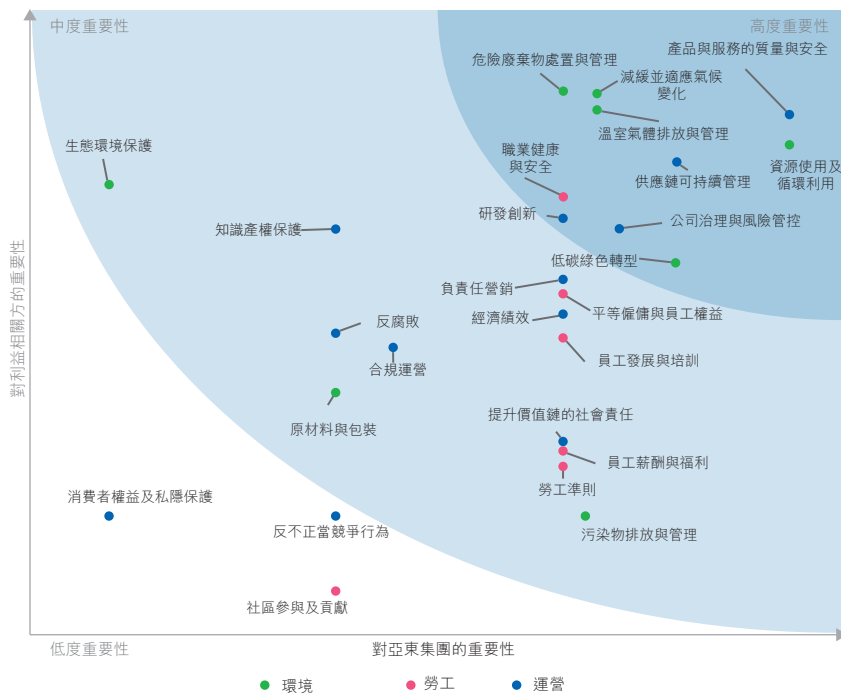 中度重要性
高度重要性
產品與服務的質量與安全
危險廢棄物處置與管理
減緩並適應氣候
變化
溫室氣體排放與管理
生態環境保護
職業健康
與安全
資源使用及
循環利用
供應鏈可持續管理
研發創新
公司治理與風險管控
知識產權保護
低碳綠色轉型
負責任營銷
平等僱傭與員工權益
經濟績效
反腐敗
員工發展與培訓
合規運營
提升價值鏈的社會責任
原材料與包裝
員工薪酬與福利
勞工準則
消費者權益及私隱保護
反不正當競爭行為
污染物排放與管理
社區參與及貢獻
對利益相關方的重要性
低度重要性
對亞東集團的重要性
環境
勞工
運營